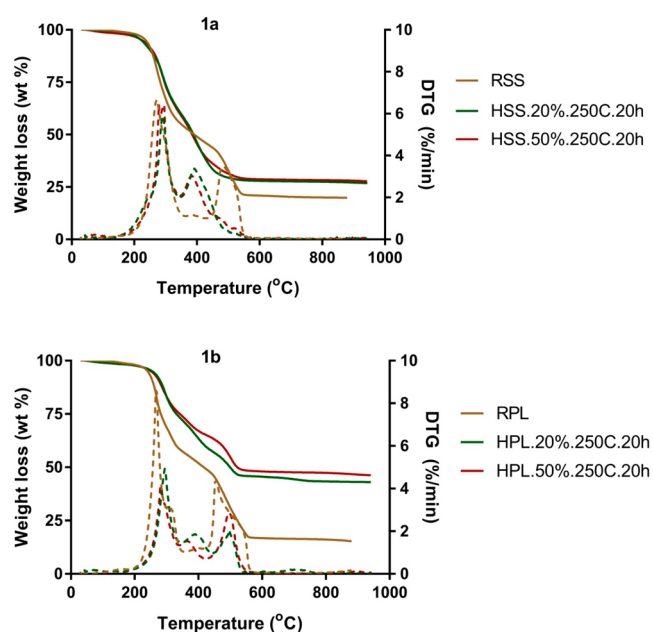 1a
100
75
50
25
0
Weight loss (wt %)
10
8
6
4
2
0
DTG (%/min)
0 200 400 600 800 1000
Temperature (°C)
RSS
HSS.20%.250C.20h
HSS.50%.250C.20h
1b
100
75
50
25
0
Weight loss (wt %)
10
8
6
4
2
0
DTG (%/min)
0 200 400 600 800 1000
Temperature (°C)
RPL
HPL.20%.250C.20h
HPL.50%.250C.20h